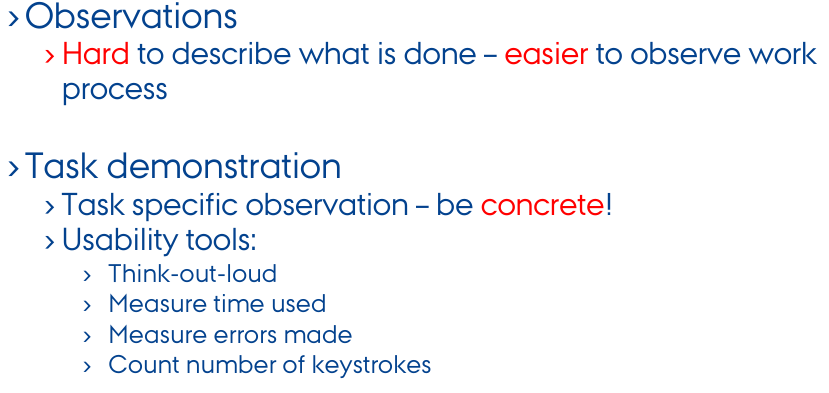 › Observations
› Hard to describe what is done – easier to observe work
process
› Task demonstration
› Task specific observation – be concrete!
› Usability tools:
› Think-out-loud
› Measure time used
› Measure errors made
› Count number of keystrokes